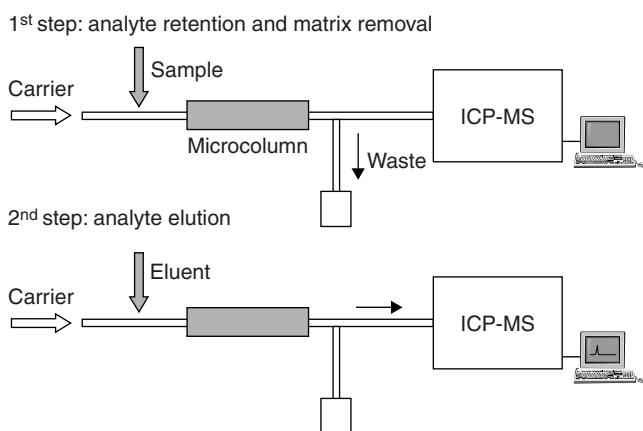 1st step: analyte retention and matrix removal
Sample
Carrier
ICP-MS
Microcolumn
Waste
2nd step: analyte elution
Eluent
Carrier
ICP-MS